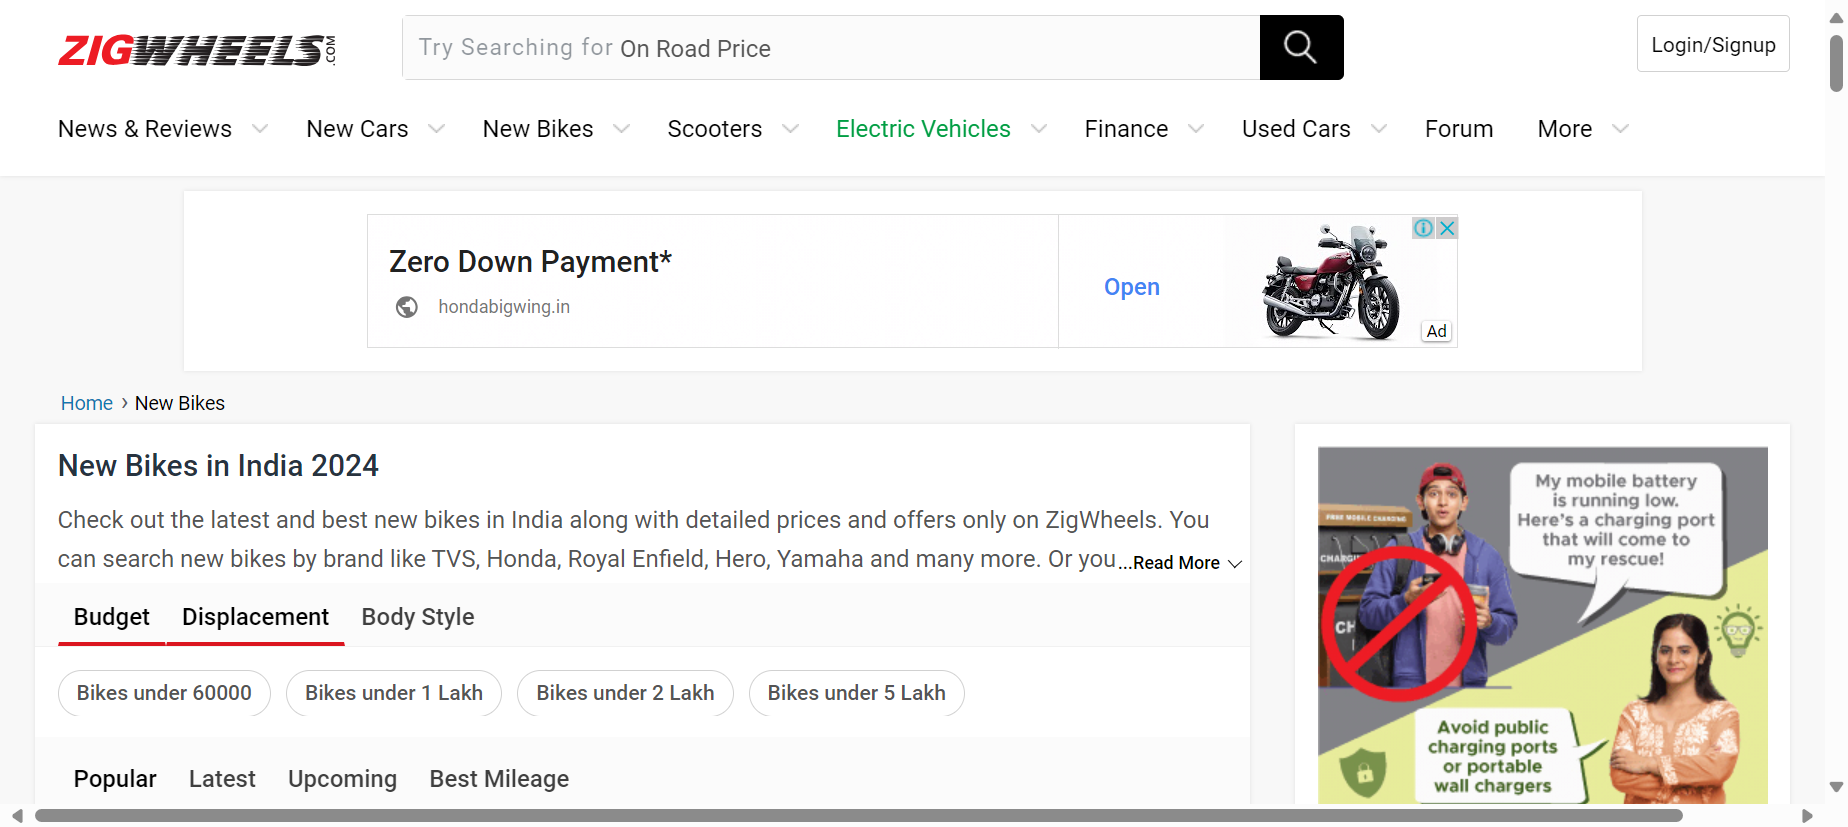 ZIGWHEELS.COM
Try Searching for On Road Price
Login/Signup
News & Reviews New Cars New Bikes Scooters Electric Vehicles Finance Used Cars Forum More
Zero Down Payment*
hondabigwing.in
Open
Ad
Home › New Bikes
New Bikes in India 2024
Check out the latest and best new bikes in India along with detailed prices and offers only on ZigWheels. You
can search new bikes by brand like TVS, Honda, Royal Enfield, Hero, Yamaha and many more. Or you...Read More
Budget Displacement Body Style
Bikes under 60000 Bikes under 1 Lakh Bikes under 2 Lakh Bikes under 5 Lakh
Popular Latest Upcoming Best Mileage
My mobile battery
is running low.
Here's a charging port
that will come to
my rescue!
FREE MOBILE CHARGING
Avoid public
charging ports
or portable
wall chargers